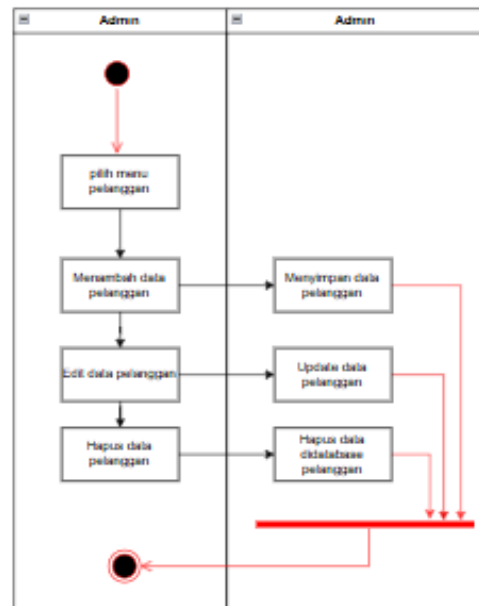 Admin
Admin
pilih menu
pelanggan
Menambah data
pelanggan
Menyimpan data
pelanggan
Edit data pelanggan
Update data
pelanggan
Hapus data
pelanggan
Hapus data
didatabase
pelanggan